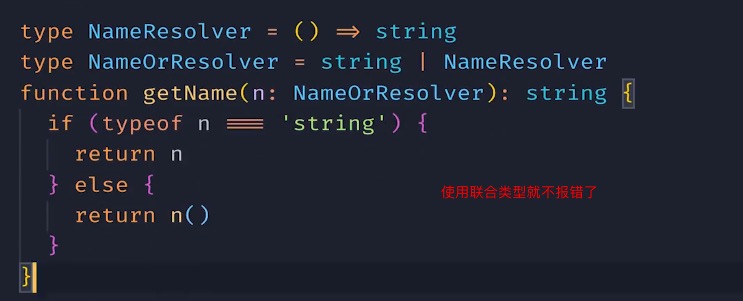 type NameResolver = () => string
type NameOrResolver = string | NameResolver
function getName(n: NameOrResolver): string {
if (typeof n === 'string') {
return n
} else {
使用联合类型就不报错了
return n()
}
}